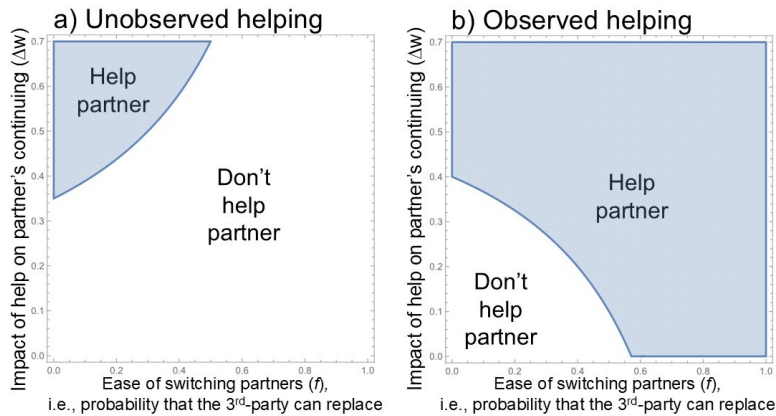 a) Unobserved helping
Impact of help on partner's continuing (Δw)
0.7
0.6
0.5
0.4
0.3
0.2
0.1
0.0
Help
partner
Don't
help
partner
0.0 0.2 0.4 0.6 0.8 1.0
Ease of switching partners (f),
i.e., probability that the 3rd-party can replace
b) Observed helping
Impact of help on partner's continuing (Δw)
0.7
0.6
0.5
0.4
0.3
0.2
0.1
0.0
Help
partner
Don't
help
partner
0.0 0.2 0.4 0.6 0.8 1.0
Ease of switching partners (f),
i.e., probability that the 3rd-party can replace